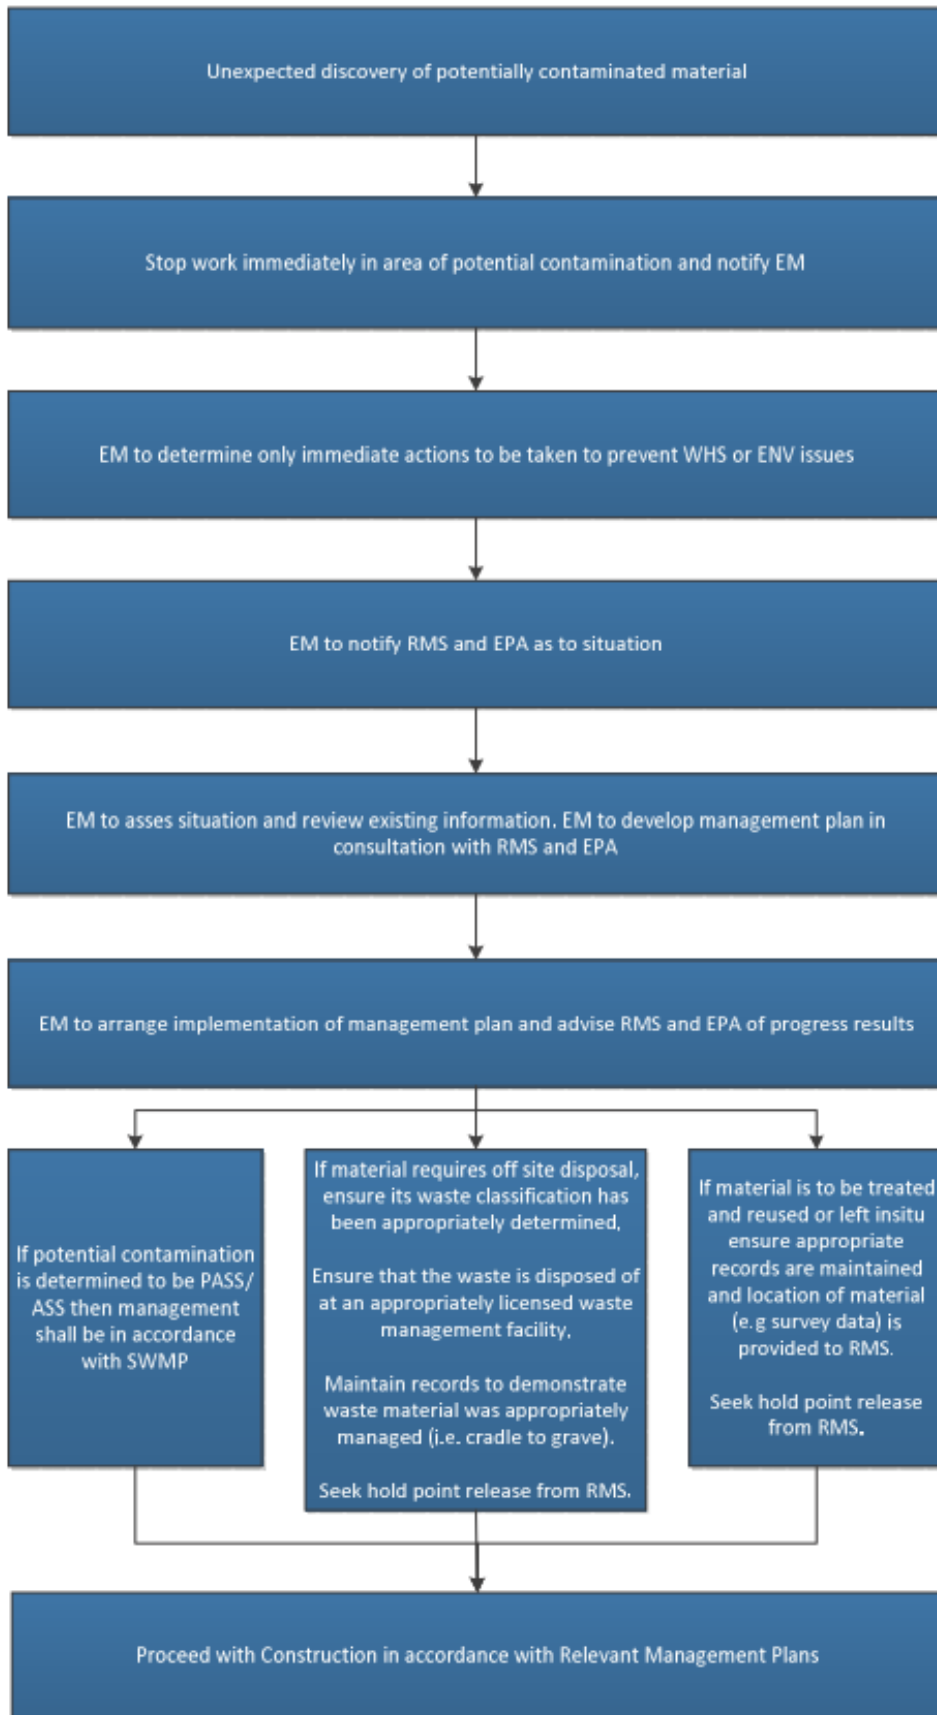 Unexpected discovery of potentially contaminated material
Stop work immediately in area of potential contamination and notify EM
EM to determine only immediate actions to be taken to prevent WHS or ENV issues
EM to notify RMS and EPA as to situation
EM to asses situation and review existing information. EM to develop management plan in
consultation with RMS and EPA
EM to arrange implementation of management plan and advise RMS and EPA of progress results
If potential contamination
is determined to be PASS/
ASS then management
shall be in accordance
with SWMP
If material requires off site disposal,
ensure its waste classification has
been appropriately determined,
Ensure that the waste is disposed of
at an appropriately licensed waste
management facility,
Maintain records to demonstrate
waste material was appropriately
managed (i.e. cradle to grave).
Seek hold point release from RMS.
If material is to be treated
and reused or left insitu
ensure appropriate
records are maintained
and location of material
(e.g survey data) is
provided to RMS.
Seek hold point release
from RMS.
Proceed with Construction in accordance with Relevant Management Plans